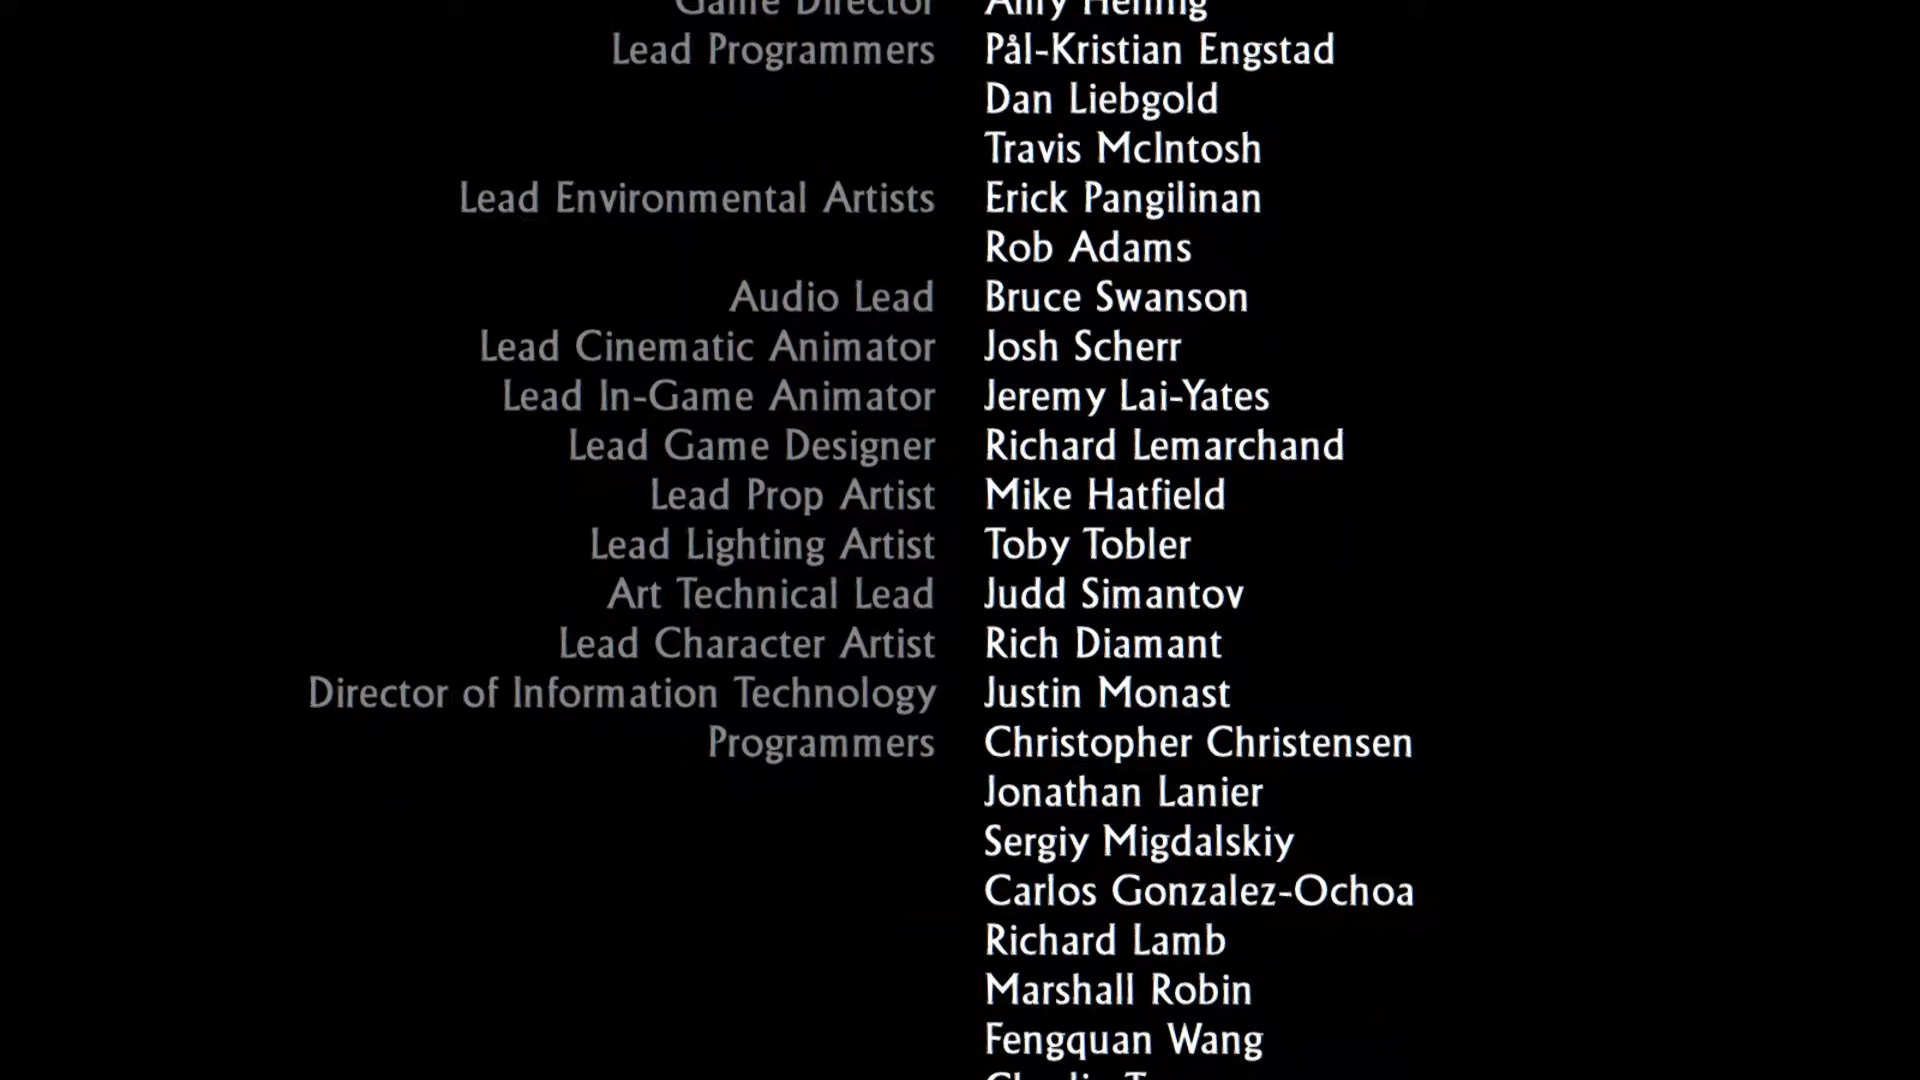 Game Director Amy Hennig
Lead Programmers Pål-Kristian Engstad
Dan Liebgold
Travis McIntosh
Lead Environmental Artists Erick Pangilinan
Rob Adams
Audio Lead Bruce Swanson
Lead Cinematic Animator Josh Scherr
Lead In-Game Animator Jeremy Lai-Yates
Lead Game Designer Richard Lemarchand
Lead Prop Artist Mike Hatfield
Lead Lighting Artist Toby Tobler
Art Technical Lead Judd Simantov
Lead Character Artist Rich Diamant
Director of Information Technology Justin Monast
Programmers Christopher Christensen
Jonathan Lanier
Sergiy Migdalskiy
Carlos Gonzalez-Ochoa
Richard Lamb
Marshall Robin
Fengquan Wang